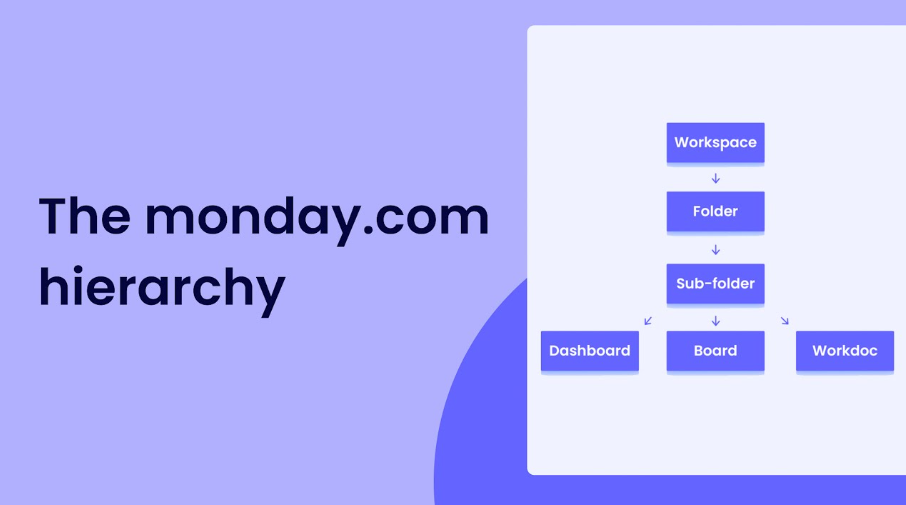 The monday.com
hierarchy
Workspace
Folder
Sub-folder
Dashboard
Board
Workdoc